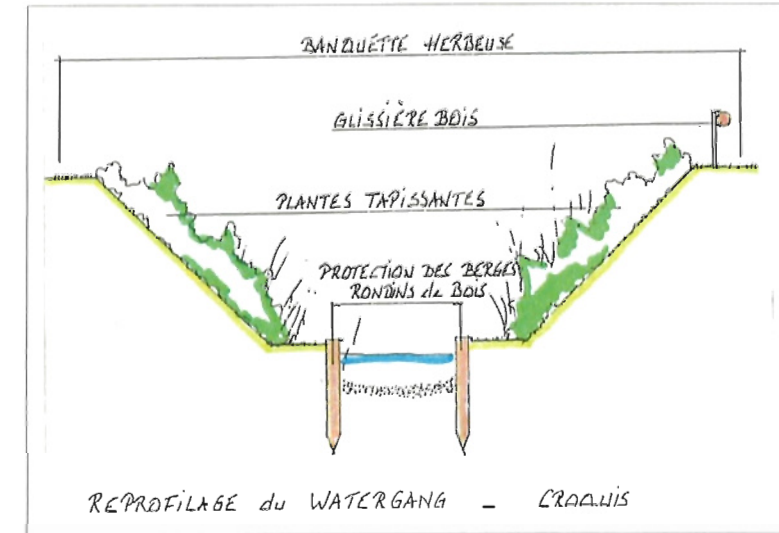 BANQUETTE HERBEUSE
GLISSIÈRE BOIS
PLANTES TAPISSANTES
PROTECTION DES BERGES
RONDINS de BOIS
REPROFILAGE du WATERGANG _ CROQUIS